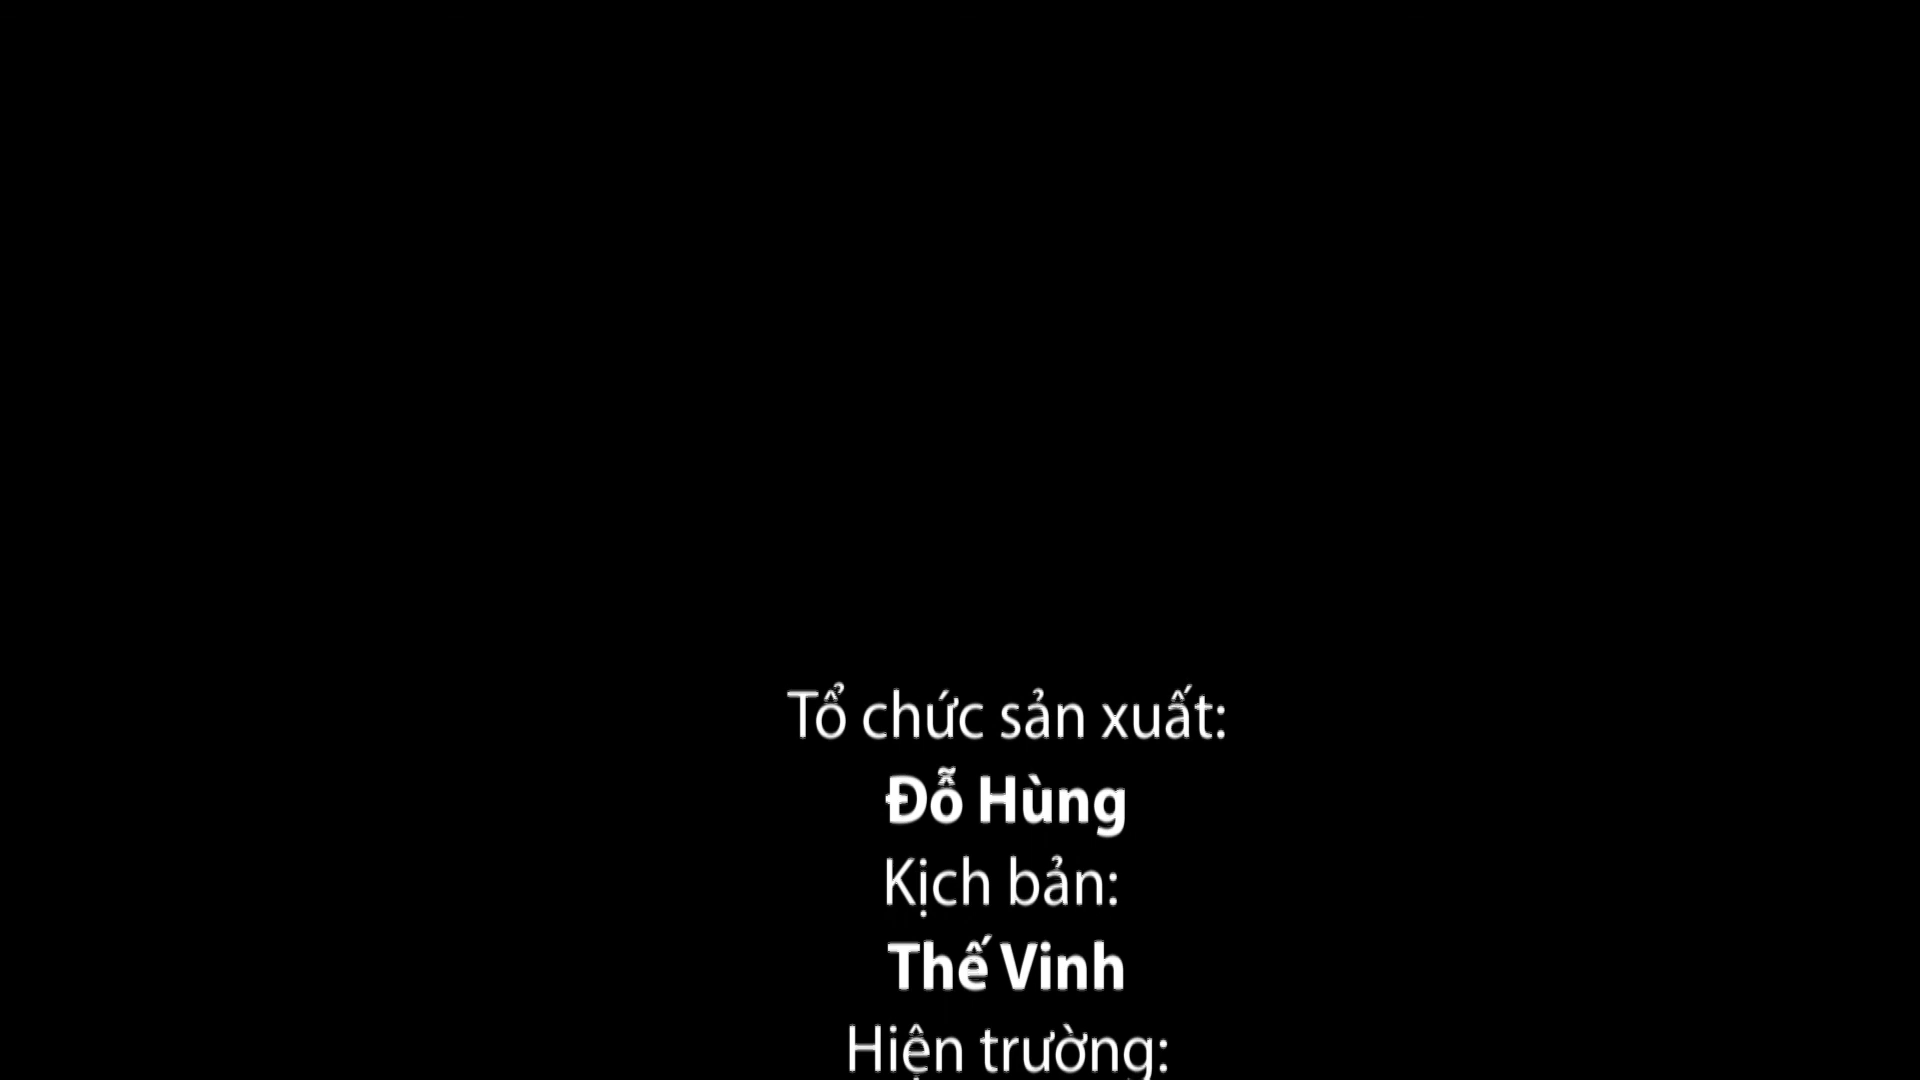 Tổ chức sản xuất:
Đỗ Hùng
Kịch bản:
Thế Vinh
Hiện trường: